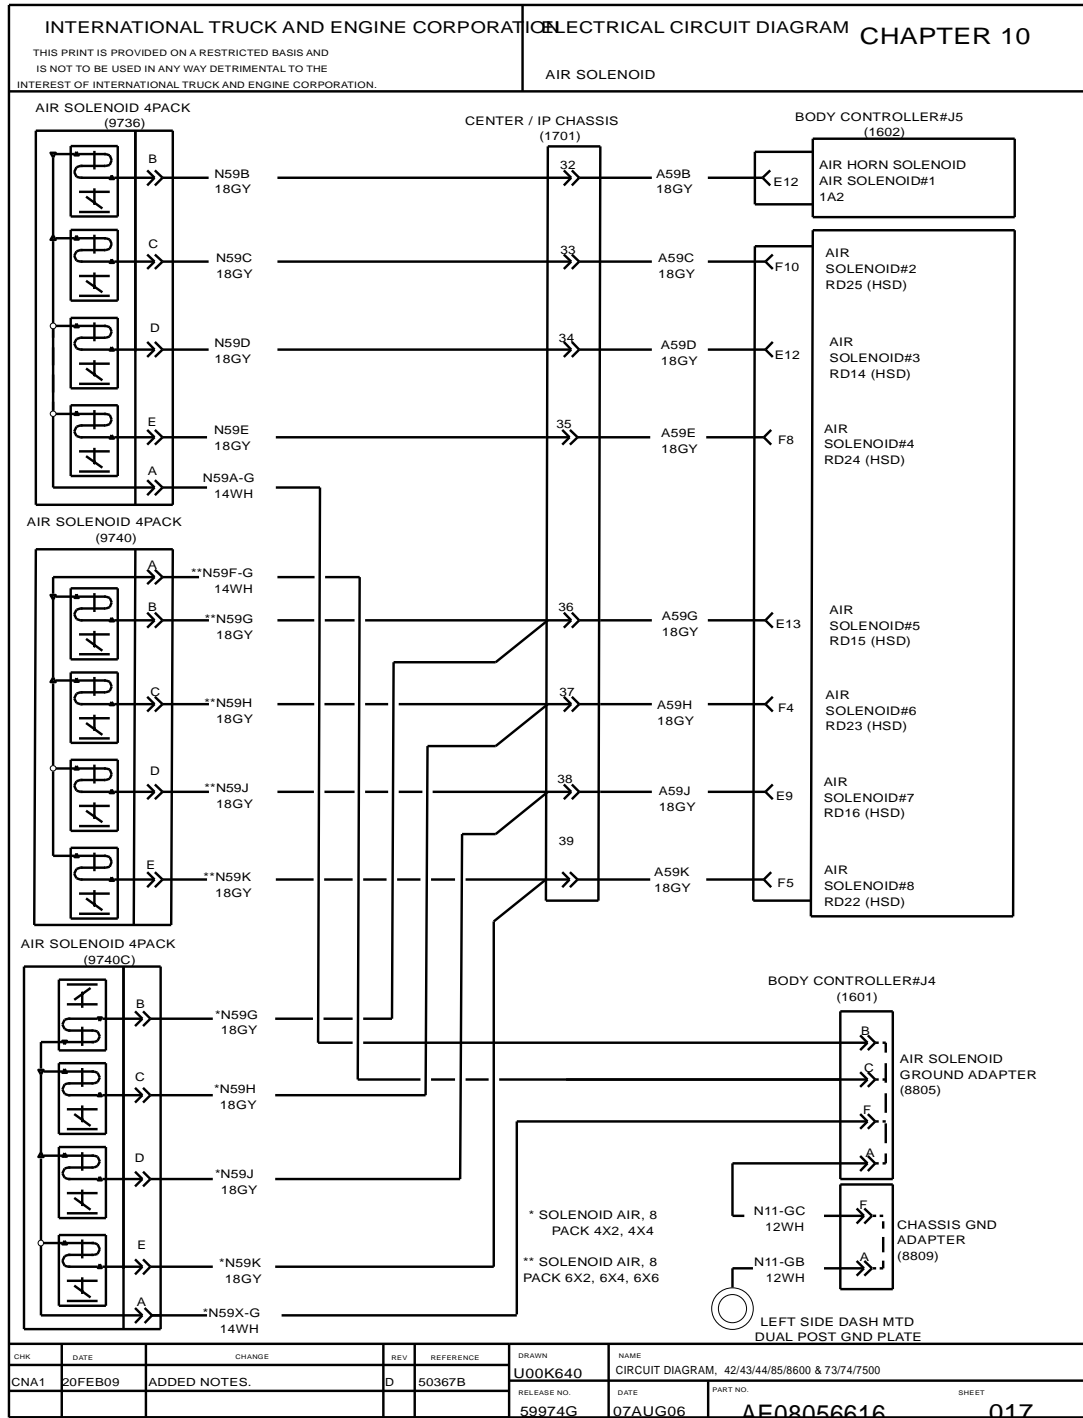 INTERNATIONAL TRUCK AND ENGINE CORPORATION
THIS PRINT IS PROVIDED ON A RESTRICTED BASIS AND
IS NOT TO BE USED IN ANY WAY DETRIMENTAL TO THE
INTEREST OF INTERNATIONAL TRUCK AND ENGINE CORPORATION.
ELECTRICAL CIRCUIT DIAGRAM
CHAPTER 10
AIR SOLENOID
AIR SOLENOID 4PACK
(9736)
CENTER / IP CHASSIS
(1701)
BODY CONTROLLER#J5
(1602)
B
N59B
18GY
32
A59B
18GY
E12
AIR HORN SOLENOID
AIR SOLENOID#1
1A2
C
N59C
18GY
33
A59C
18GY
F10
AIR
SOLENOID#2
RD25 (HSD)
D
N59D
18GY
34
A59D
18GY
E12
AIR
SOLENOID#3
RD14 (HSD)
E
N59E
18GY
35
A59E
18GY
F8
AIR
SOLENOID#4
RD24 (HSD)
A
N59A-G
14WH
AIR SOLENOID 4PACK
(9740)
A
**N59F-G
14WH
B
**N59G
18GY
36
A59G
18GY
E13
AIR
SOLENOID#5
RD15 (HSD)
C
**N59H
18GY
37
A59H
18GY
F4
AIR
SOLENOID#6
RD23 (HSD)
D
**N59J
18GY
38
A59J
18GY
E9
AIR
SOLENOID#7
RD16 (HSD)
E
**N59K
18GY
39
A59K
18GY
F5
AIR
SOLENOID#8
RD22 (HSD)
AIR SOLENOID 4PACK
(9740C)
B
*N59G
18GY
C
*N59H
18GY
D
*N59J
18GY
E
*N59K
18GY
A
*N59X-G
14WH
BODY CONTROLLER#J4
(1601)
B
C
F
A
AIR SOLENOID
GROUND ADAPTER
(8805)
* SOLENOID AIR, 8
PACK 4X2, 4X4
** SOLENOID AIR, 8
PACK 6X2, 6X4, 6X6
N11-GC
12WH
F
N11-GB
12WH
A
CHASSIS GND
ADAPTER
(8809)
LEFT SIDE DASH MTD
DUAL POST GND PLATE
CHK DATE CHANGE REV REFERENCE
CNA1 20FEB09 ADDED NOTES. D 50367B
DRAWN
U00K640
NAME
CIRCUIT DIAGRAM, 42/43/44/85/8600 & 73/74/7500
RELEASE NO.
59974G
DATE
07AUG06
PART NO.
AE08056616
SHEET
017